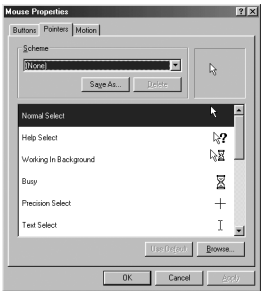 Mouse Properties
Buttons Pointers Motion
Scheme
(None)
Save As... Delete
Normal Select
Help Select
Working In Background
Busy
Precision Select
Text Select
Use Default Browse...
OK Cancel Apply